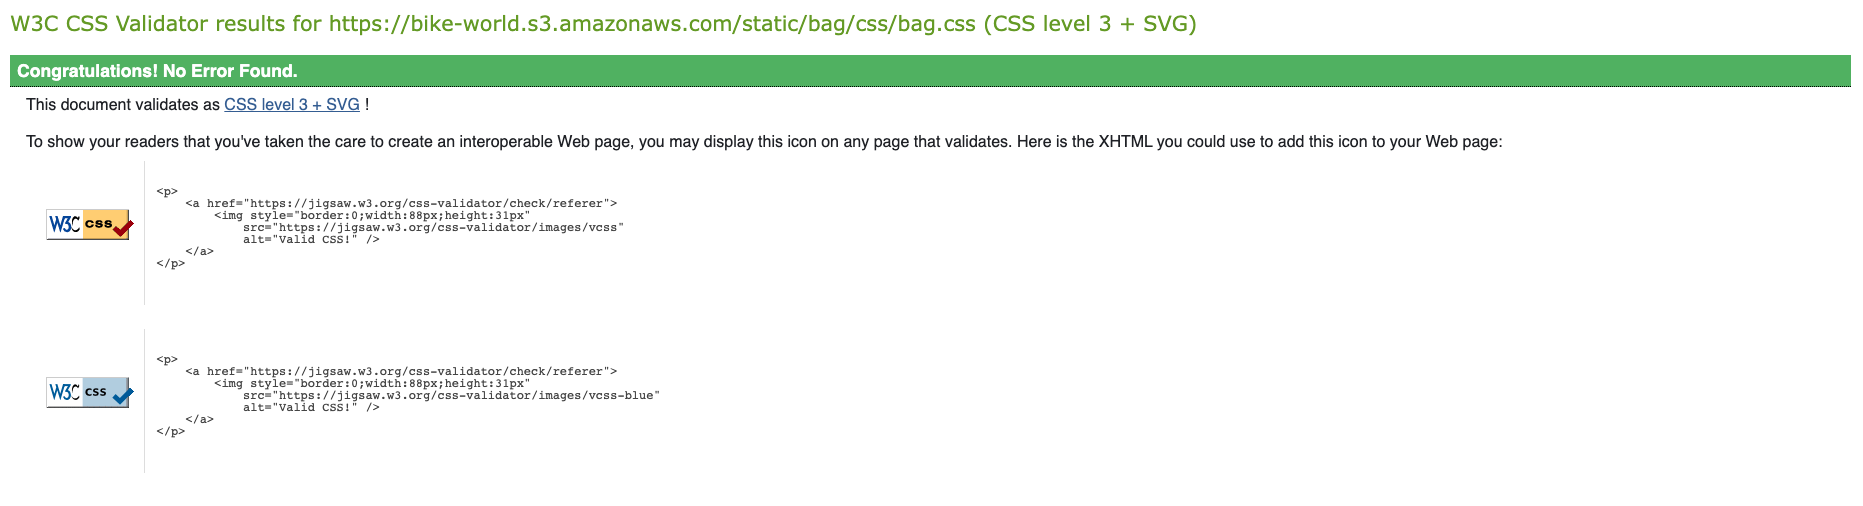 W3C CSS Validator results for https://bike-world.s3.amazonaws.com/static/bag/css/bag.css (CSS level 3 + SVG)
Congratulations! No Error Found.
This document validates as CSS level 3 + SVG !
To show your readers that you've taken the care to create an interoperable Web page, you may display this icon on any page that validates. Here is the XHTML you could use to add this icon to your Web page:
<p>
    <a href="https://jigsaw.w3.org/css-validator/check/referer">
        <img style="border:0;width:88px;height:31px"
W3C css
            src="https://jigsaw.w3.org/css-validator/images/vcss"
            alt="Valid CSS!" />
    </a>
</p>
<p>
    <a href="https://jigsaw.w3.org/css-validator/check/referer">
        <img style="border:0;width:88px;height:31px"
W3C css
            src="https://jigsaw.w3.org/css-validator/images/vcss-blue"
            alt="Valid CSS!" />
    </a>
</p>